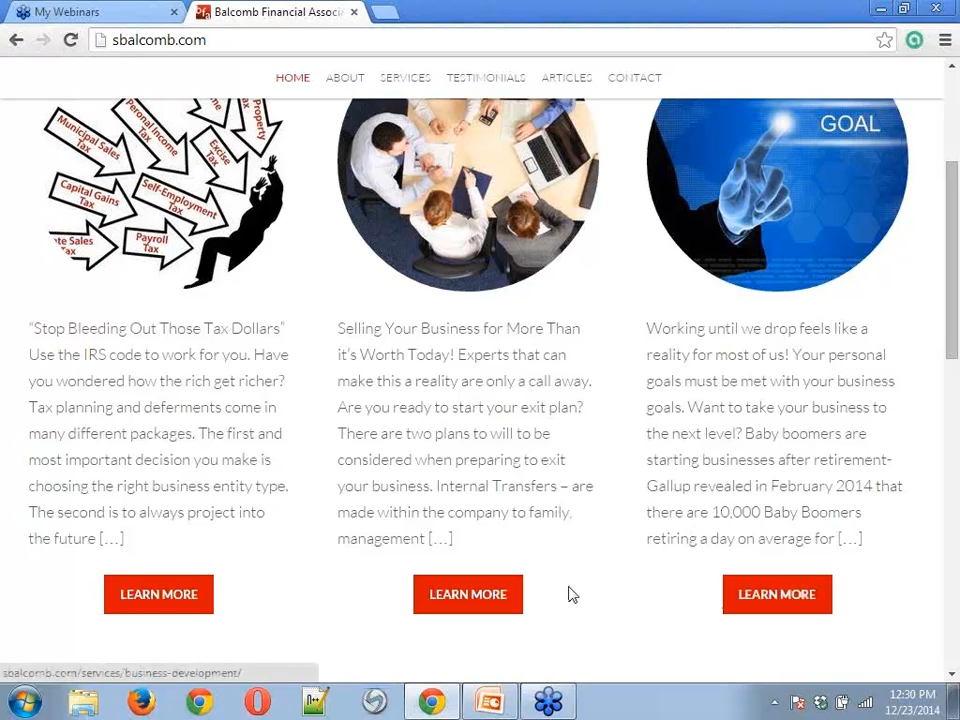 My Webinars
Balcomb Financial Associ
sbalcomb.com
HOME ABOUT SERVICES TESTIMONIALS ARTICLES CONTACT
Municipal Sales Tax
Peronal Income Tax
Excise Tax
Property
Capital Gains Tax
Self-Employment Tax
te Sales Tax
Payroll Tax
GOAL
“Stop Bleeding Out Those Tax Dollars”
Use the IRS code to work for you. Have
you wondered how the rich get richer?
Tax planning and deferments come in
many different packages. The first and
most important decision you make is
choosing the right business entity type.
The second is to always project into
the future […]
LEARN MORE
Selling Your Business for More Than
it’s Worth Today! Experts that can
make this a reality are only a call away.
Are you ready to start your exit plan?
There are two plans to will to be
considered when preparing to exit
your business. Internal Transfers – are
made within the company to family,
management […]
LEARN MORE
Working until we drop feels like a
reality for most of us! Your personal
goals must be met with your business
goals. Want to take your business to
the next level? Baby boomers are
starting businesses after retirement-
Gallup revealed in February 2014 that
there are 10,000 Baby Boomers
retiring a day on average for […]
LEARN MORE
sbalcomb.com/services/business-development/
12:30 PM
12/23/2014